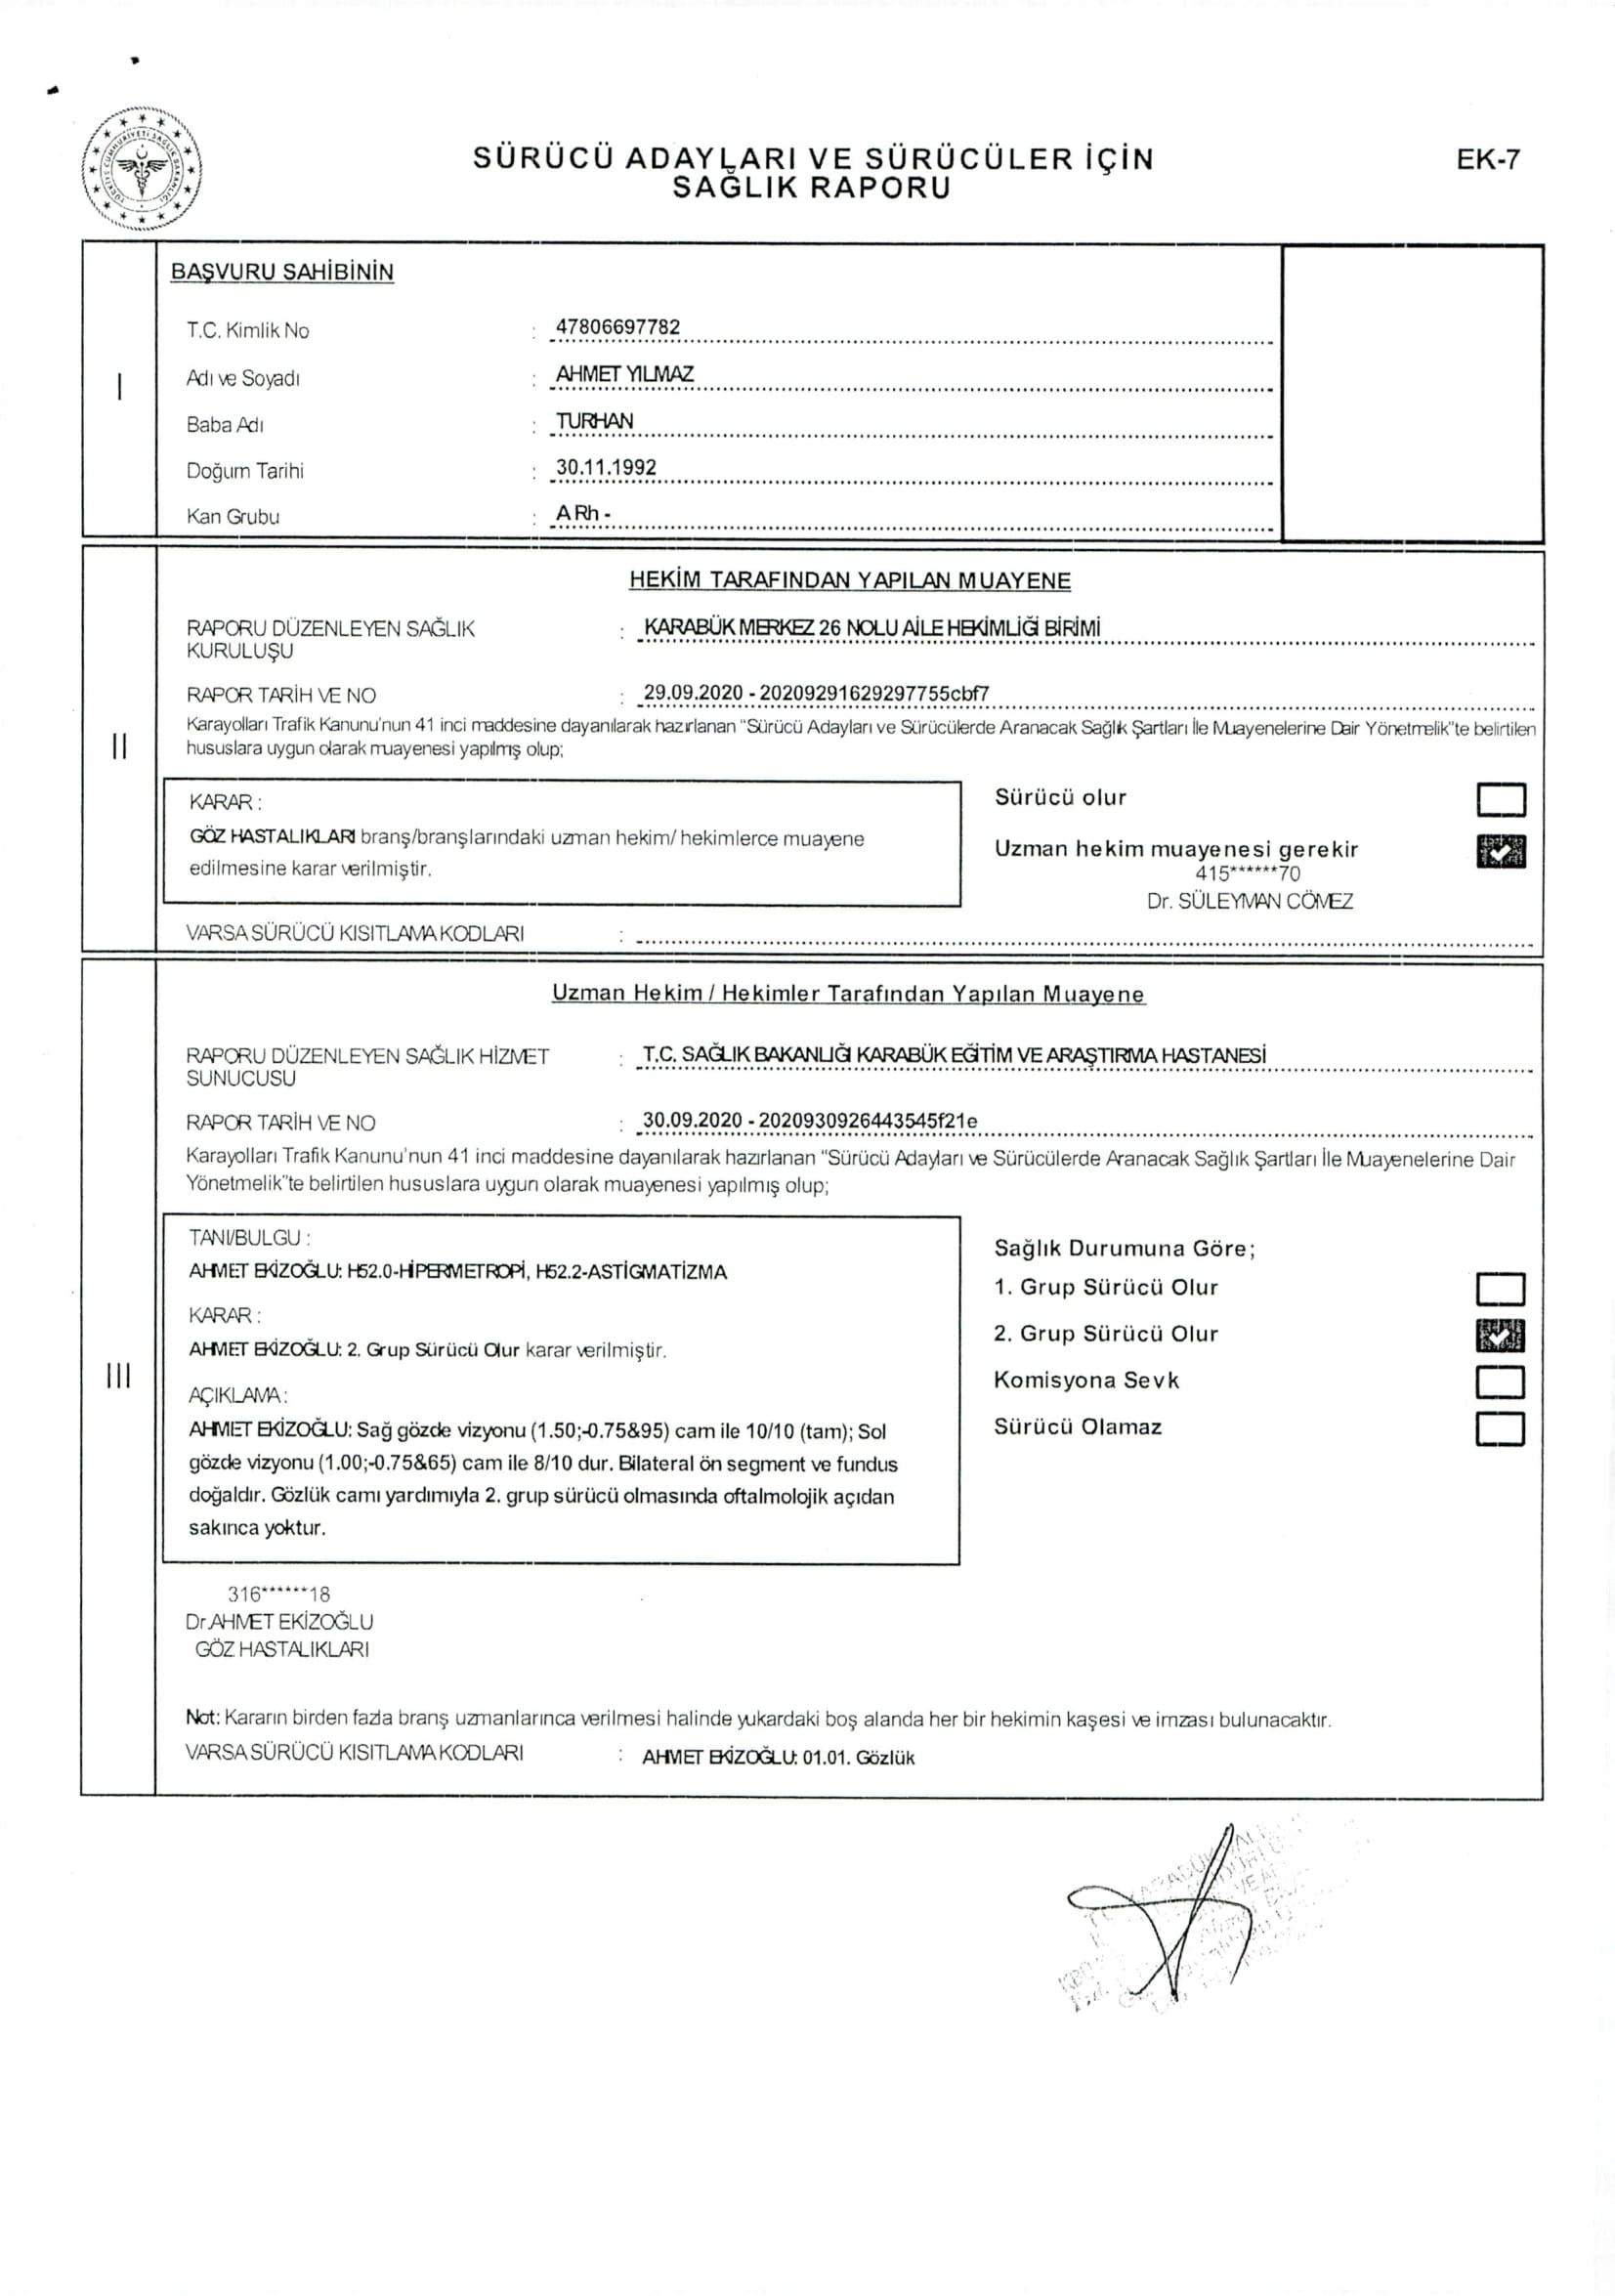 SÜRÜCÜ ADAYLARI VE SÜRÜCÜLER İÇİN
SAĞLIK RAPORU
EK-7
I
BAŞVURU SAHİBİNİN
T.C. Kimlik No : 47806697782
Adı ve Soyadı : AHMET YILMAZ
Baba Adı : TURHAN
Doğum Tarihi : 30.11.1992
Kan Grubu : A Rh -
II
HEKİM TARAFINDAN YAPILAN MUAYENE
RAPORU DÜZENLEYEN SAĞLIK : KARABÜK MERKEZ 26 NOLU AİLE HEKİMLİĞİ BİRİMİ
KURULUŞU
RAPOR TARİH VE NO : 29.09.2020 - 20209291629297755cbf7
Karayolları Trafik Kanunu'nun 41 inci maddesine dayanılarak hazırlanan "Sürücü Adayları ve Sürücülerde Aranacak Sağlık Şartları İle Muayenelerine Dair Yönetmelik"te belirtilen
hususlara uygun olarak muayenesi yapılmış olup;
KARAR :
GÖZ HASTALIKLARI branş/branşlarındaki uzman hekim/ hekimlerce muayene
edilmesine karar verilmiştir.
Sürücü olur
Uzman hekim muayenesi gerekir
415******70
Dr. SÜLEYMAN CÖMEZ
VARSA SÜRÜCÜ KISITLAMA KODLARI :
III
Uzman Hekim / Hekimler Tarafından Yapılan Muayene
RAPORU DÜZENLEYEN SAĞLIK HİZMET : T.C. SAĞLIK BAKANLIĞI KARABÜK EĞİTİM VE ARAŞTIRMA HASTANESİ
SUNUCUSU
RAPOR TARİH VE NO : 30.09.2020 - 2020930926443545f21e
Karayolları Trafik Kanunu'nun 41 inci maddesine dayanılarak hazırlanan "Sürücü Adayları ve Sürücülerde Aranacak Sağlık Şartları İle Muayenelerine Dair
Yönetmelik"te belirtilen hususlara uygun olarak muayenesi yapılmış olup;
TANI/BULGU :
AHMET EKİZOĞLU: H52.0-HİPERMETROPİ, H52.2-ASTİGMATİZMA
KARAR :
AHMET EKİZOĞLU: 2. Grup Sürücü Olur karar verilmiştir.
AÇIKLAMA :
AHMET EKİZOĞLU: Sağ gözde vizyonu (1.50;-0.75&95) cam ile 10/10 (tam); Sol
gözde vizyonu (1.00;-0.75&65) cam ile 8/10 dur. Bilateral ön segment ve fundus
doğaldır. Gözlük camı yardımıyla 2. grup sürücü olmasında oftalmolojik açıdan
sakınca yoktur.
Sağlık Durumuna Göre;
1. Grup Sürücü Olur
2. Grup Sürücü Olur
Komisyona Sevk
Sürücü Olamaz
316******18
Dr.AHMET EKİZOĞLU
GÖZ HASTALIKLARI
Not: Kararın birden fazla branş uzmanlarınca verilmesi halinde yukardaki boş alanda her bir hekimin kaşesi ve imzası bulunacaktır.
VARSA SÜRÜCÜ KISITLAMA KODLARI : AHMET EKİZOĞLU: 01.01. Gözlük